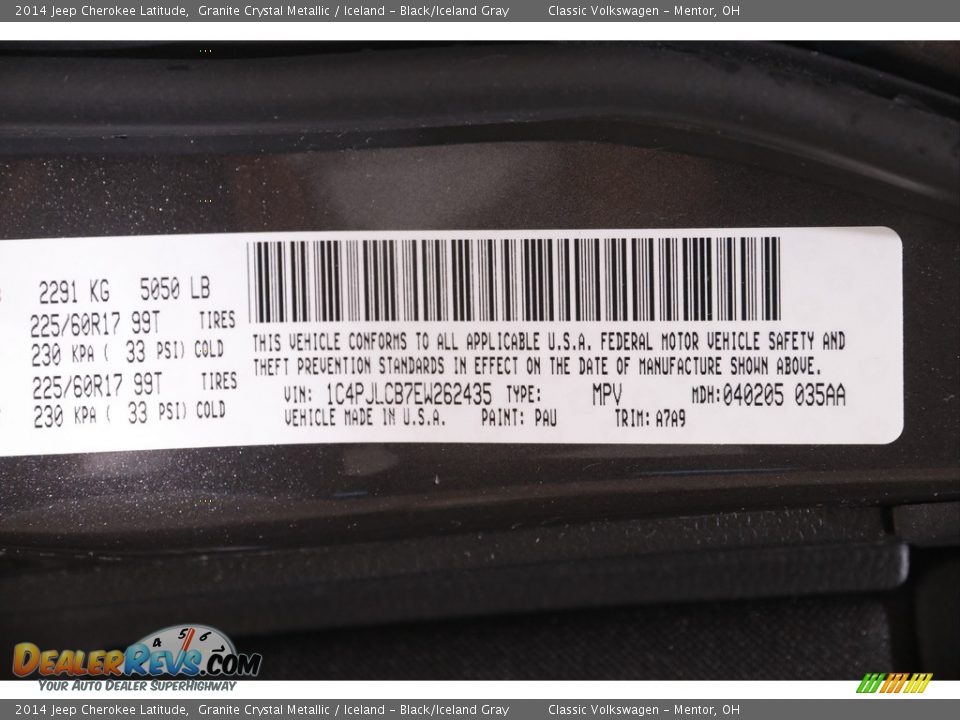 2014 Jeep Cherokee Latitude, Granite Crystal Metallic / Iceland - Black/Iceland Gray Classic Volkswagen - Mentor, OH
2291 KG 5050 LB
225/60R17 99T TIRES
230 KPA ( 33 PSI) COLD
225/60R17 99T TIRES
230 KPA ( 33 PSI) COLD
THIS VEHICLE CONFORMS TO ALL APPLICABLE U.S.A. FEDERAL MOTOR VEHICLE SAFETY AND
THEFT PREVENTION STANDARDS IN EFFECT ON THE DATE OF MANUFACTURE SHOWN ABOVE.
VIN: 1C4PJLCB7EW262435 TYPE: MPV MDH:040205 035AA
VEHICLE MADE IN U.S.A. PAINT: PAU TRIM: A7A9
4 5 6
DEALERREVS.COM
YOUR AUTO DEALER SUPERHIGHWAY
2014 Jeep Cherokee Latitude, Granite Crystal Metallic / Iceland - Black/Iceland Gray Classic Volkswagen - Mentor, OH